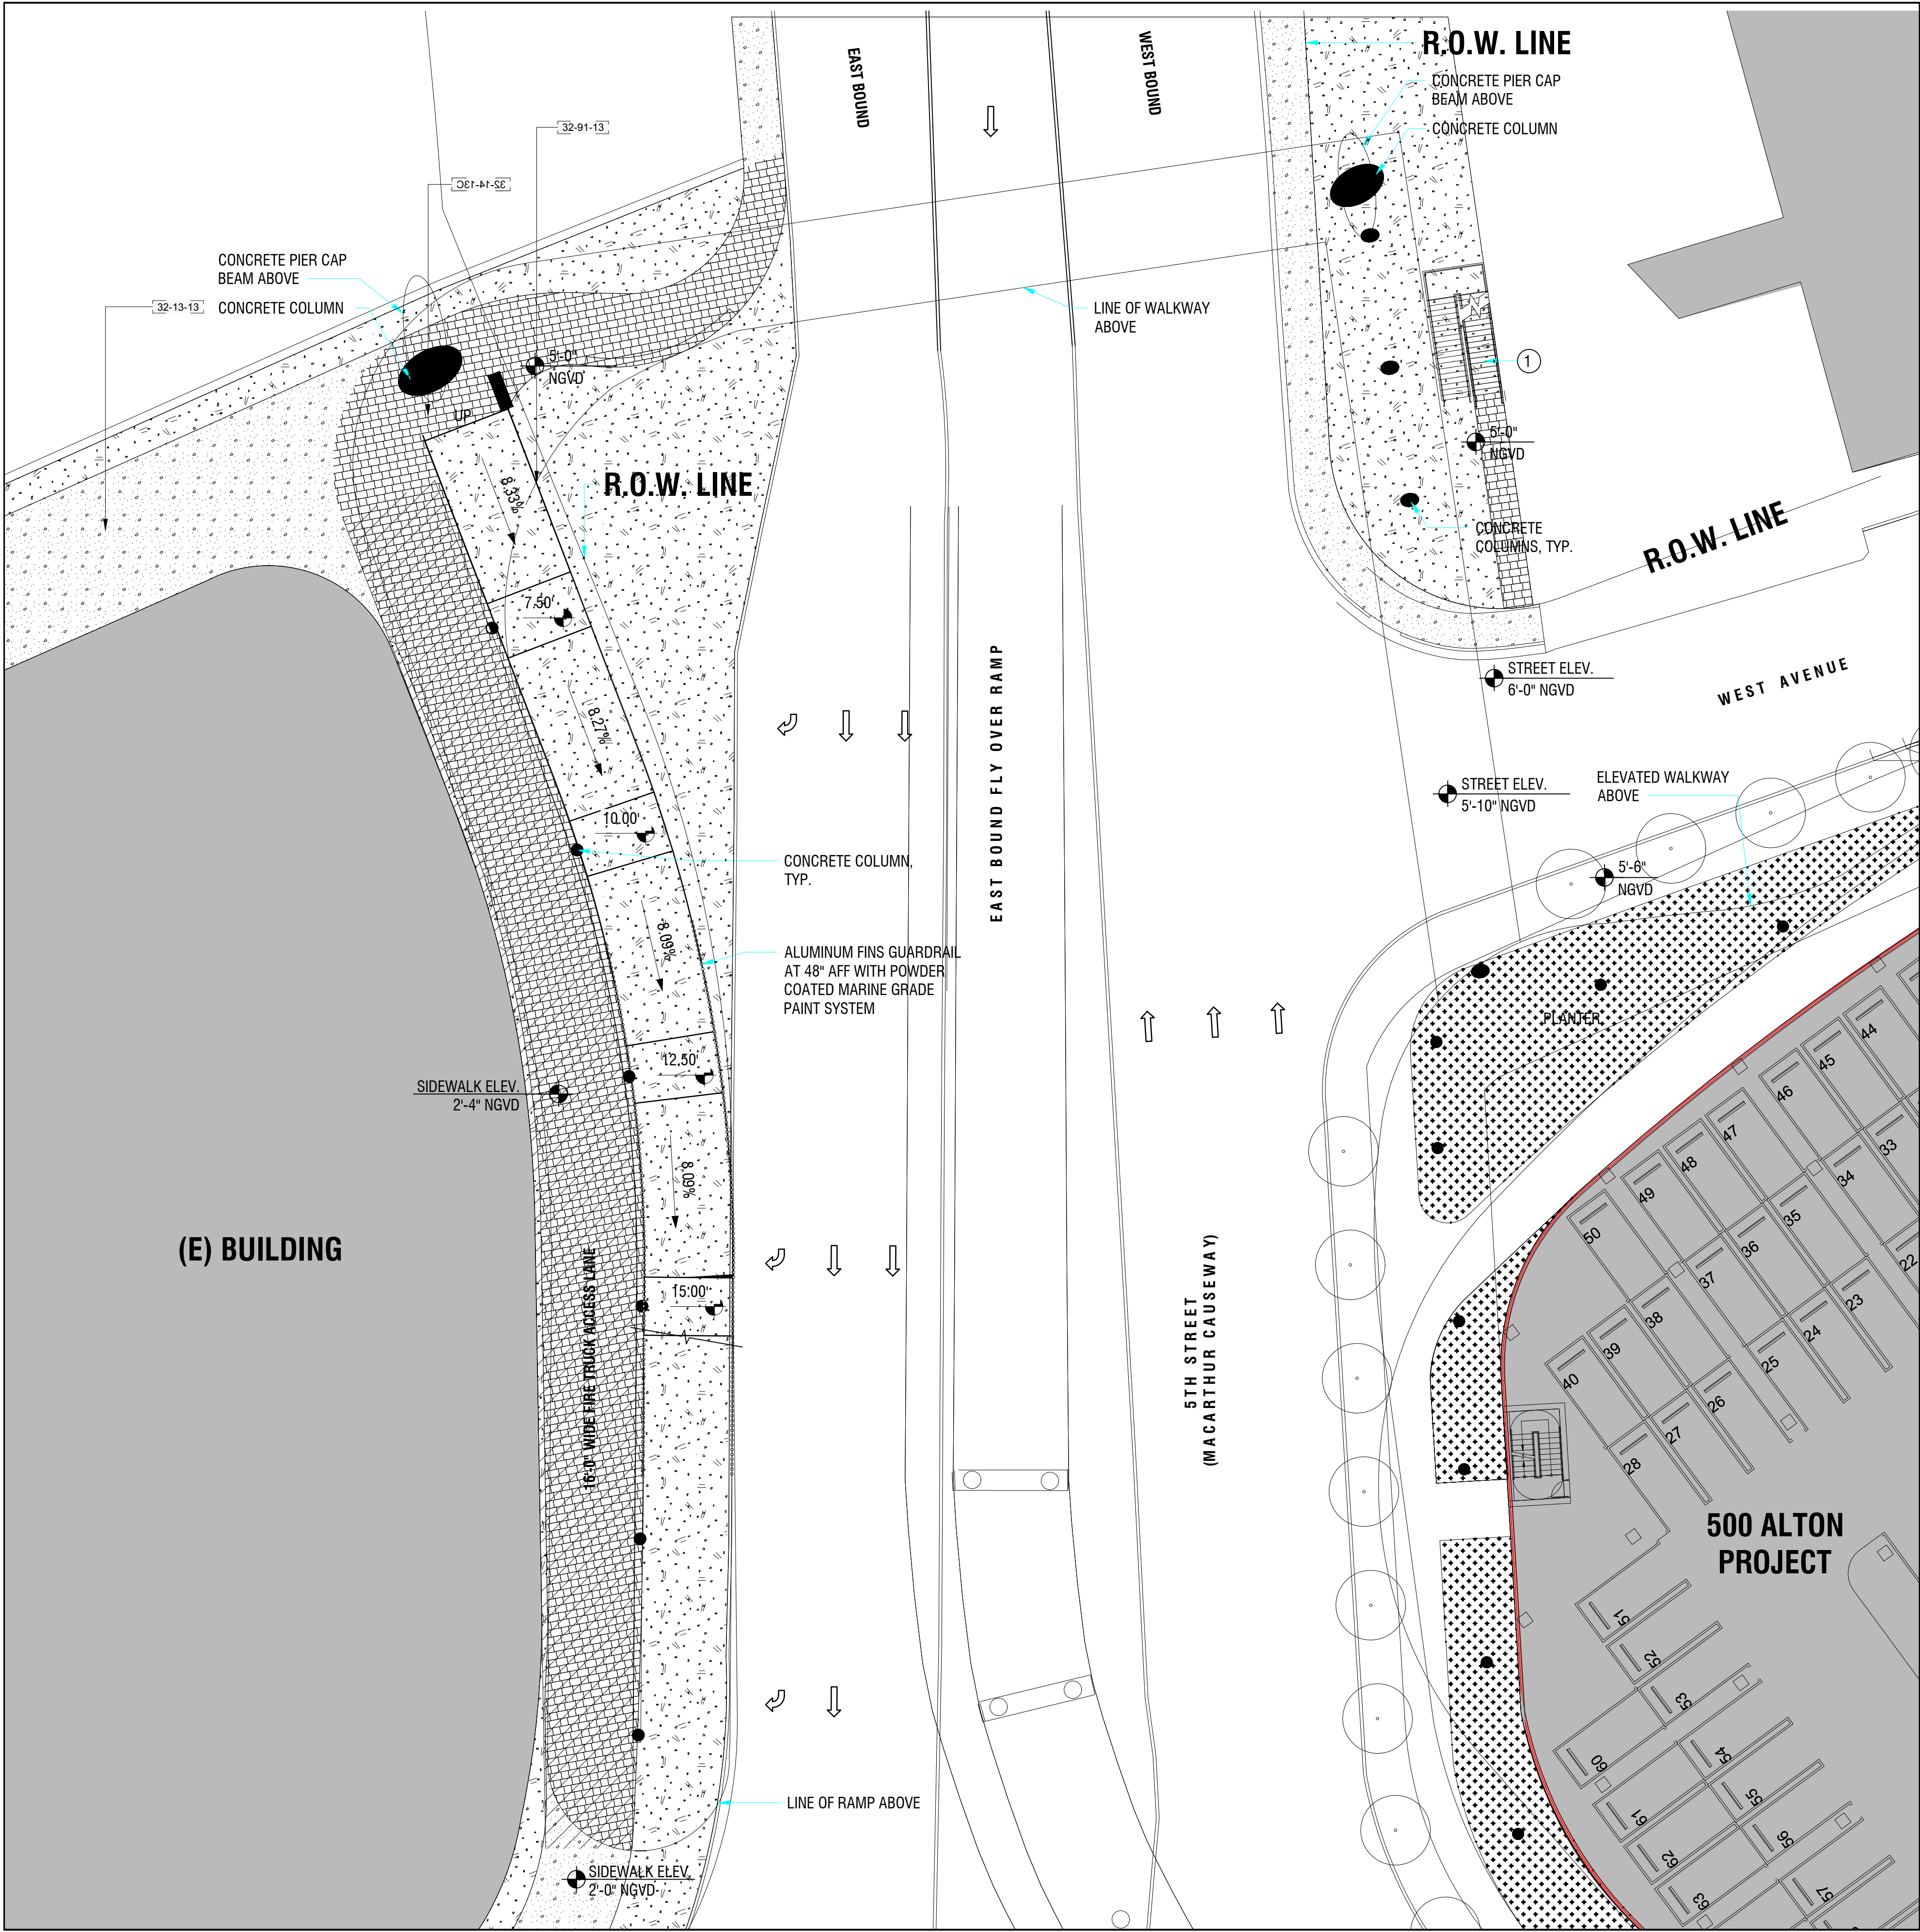 EAST BOUND
WEST BOUND
R.O.W. LINE
CONCRETE PIER CAP
BEAM ABOVE
CONCRETE COLUMN
32-91-13
32-14-13C
CONCRETE PIER CAP
BEAM ABOVE
32-13-13
CONCRETE COLUMN
LINE OF WALKWAY
ABOVE
5'-0"
NGVD
1
UP
5'-0"
NGVD
R.O.W. LINE
8.33%
CONCRETE
COLUMNS, TYP.
R.O.W. LINE
7.50'
STREET ELEV.
6'-0" NGVD
WEST AVENUE
8.27%
EAST BOUND FLY OVER RAMP
STREET ELEV.
5'-10" NGVD
ELEVATED WALKWAY
ABOVE
10.00'
CONCRETE COLUMN,
TYP.
5'-6"
NGVD
8.09%
ALUMINUM FINS GUARDRAIL
AT 48" AFF WITH POWDER
COATED MARINE GRADE
PAINT SYSTEM
PLANTER
12.50'
SIDEWALK ELEV.
2'-4" NGVD
8.09%
(E) BUILDING
16'-0" WIDE FIRE TRUCK ACCESS LANE
15.00'
5TH STREET
(MACARTHUR CAUSEWAY)
44
45
46
47
48
49
50
33
34
35
36
37
38
39
40
22
23
24
25
26
27
28
500 ALTON
PROJECT
51
52
53
54
55
56
57
60
61
62
63
LINE OF RAMP ABOVE
SIDEWALK ELEV.
2'-0" NGVD